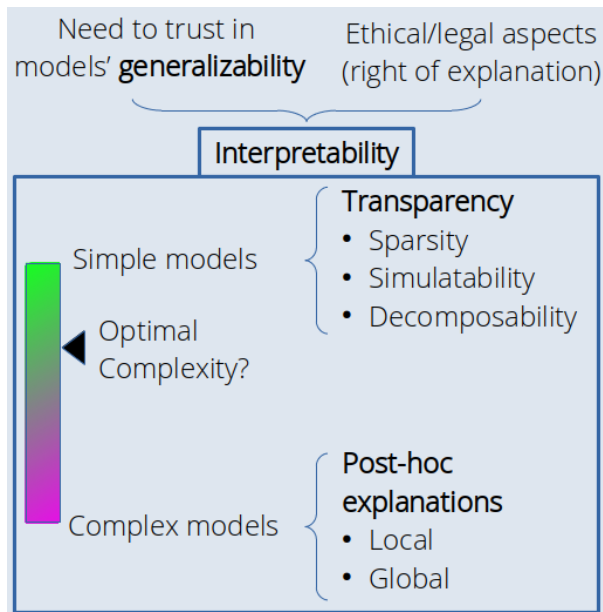 Need to trust in
models' generalizability
Ethical/legal aspects
(right of explanation)
Interpretability
Transparency
• Sparsity
Simple models
• Simulatability
• Decomposability
Optimal
Complexity?
Post-hoc
explanations
Complex models
• Local
• Global